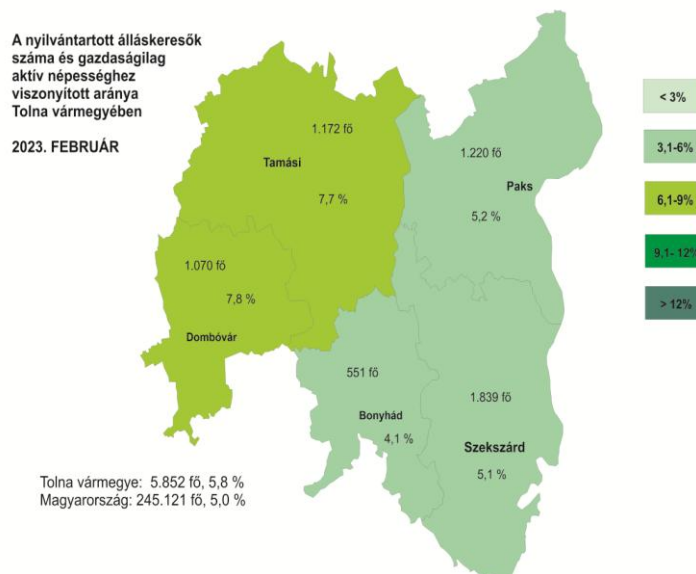 A nyilvántartott álláskeresők
száma és gazdaságilag
aktív népességhez
viszonyított aránya
Tolna vármegyében
2023. FEBRUÁR
1.172 fő
Tamási
7,7 %
1.220 fő
Paks
5,2 %
1.070 fő
7,8 %
Dombóvár
551 fő
Bonyhád
4,1 %
1.839 fő
Szekszárd
5,1 %
< 3%
3,1-6%
6,1-9%
9,1- 12%
> 12%
Tolna vármegye: 5.852 fő, 5,8 %
Magyarország: 245.121 fő, 5,0 %